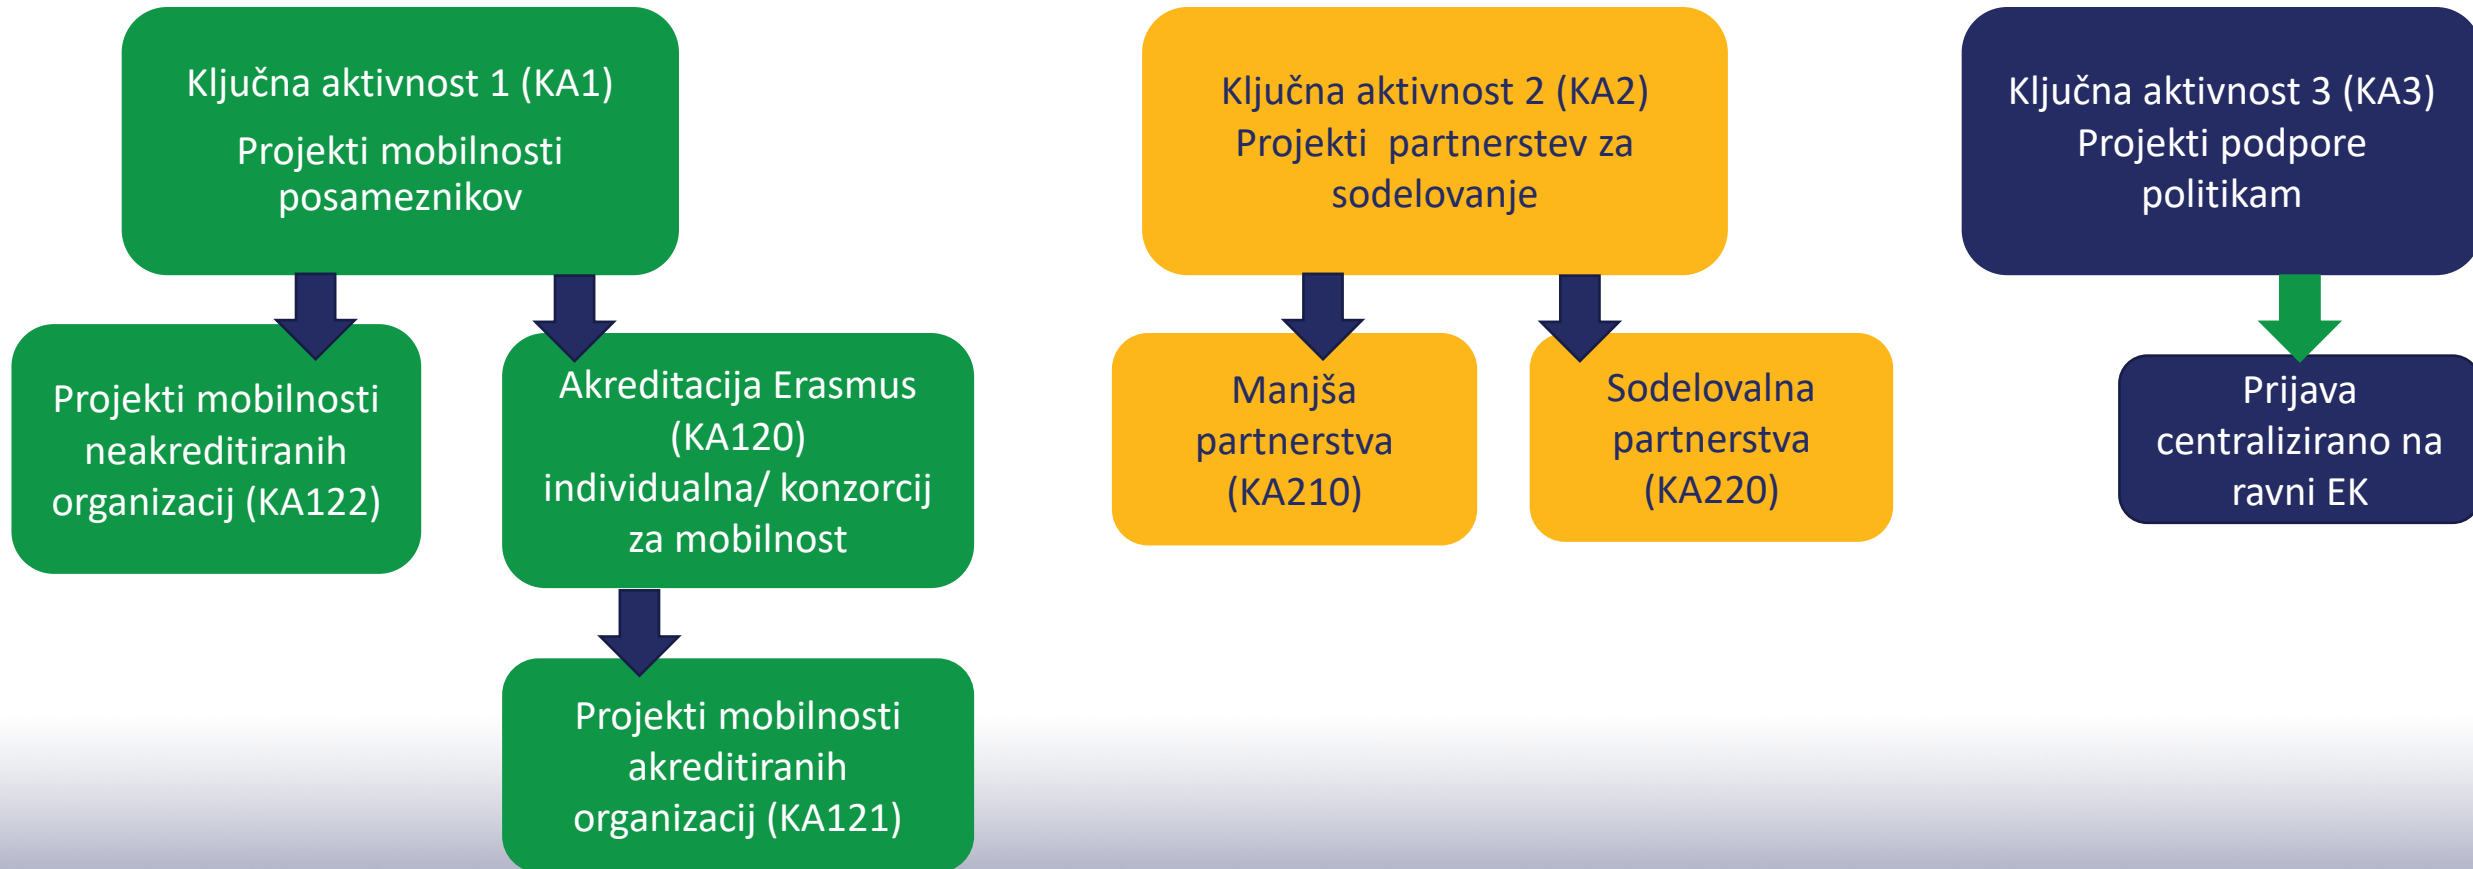 Ključna aktivnost 1 (KA1)
Projekti mobilnosti
posameznikov
Projekti mobilnosti
neakreditiranih
organizacij (KA122)
Akreditacija Erasmus
(KA120)
individualna/ konzorcij
za mobilnost
Projekti mobilnosti
akreditiranih
organizacij (KA121)
Ključna aktivnost 2 (KA2)
Projekti  partnerstev za
sodelovanje
Manjša
partnerstva
(KA210)
Sodelovalna
partnerstva
(KA220)
Ključna aktivnost 3 (KA3)
Projekti podpore
politikam
Prijava
centralizirano na
ravni EK